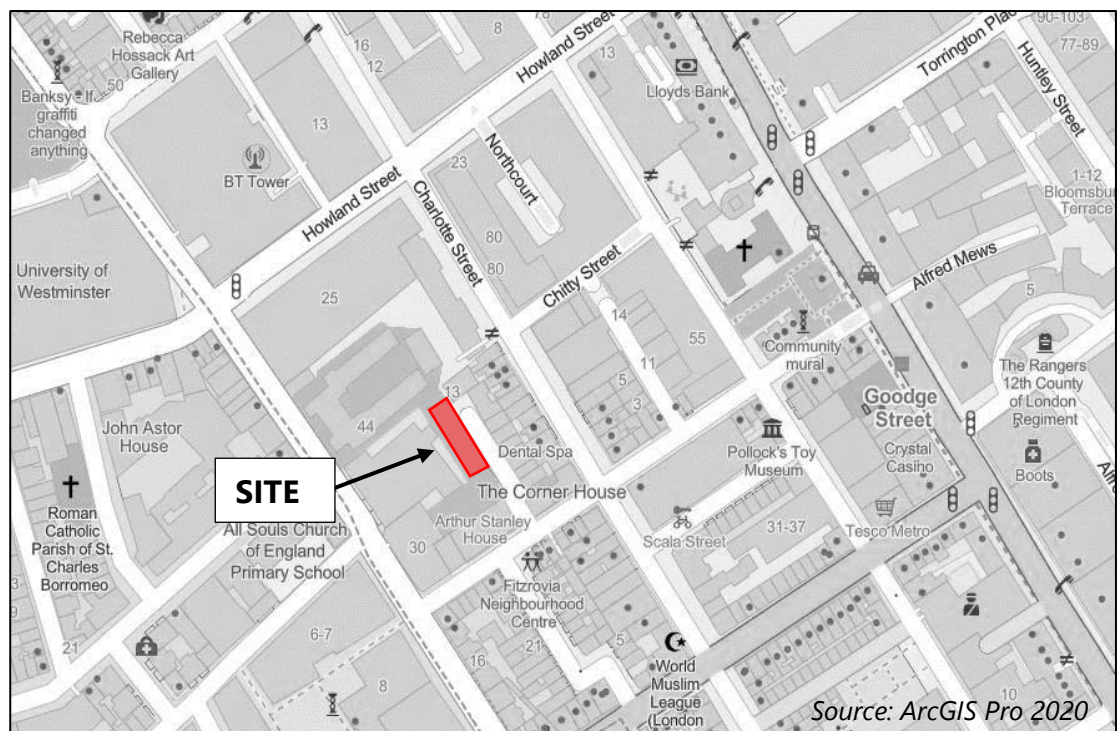 Rebecca
Hossack Art
Gallery
50
Banksy - If
graffiti
changed
anything
16
12
8
Howland Street
13
Lloyds Bank
Torrington Place
90-103
77-89
Huntley Street
13
BT Tower
23
Northcourt
1-12
Bloomsbury
Terrace
Howland Street
Charlotte Street
80
80
University of
Westminster
Chitty Street
Alfred Mews
5
25
14
55
11
Community
mural
The Rangers
12th County
of London
Regiment
5
3
13
Goodge
Street
John Astor
House
44
Dental Spa
Pollock's Toy
Museum
Crystal
Casino
Boots
SITE
The Corner House
Roman
Catholic
Parish of St.
Charles
Borromeo
All Souls Church
of England
Primary School
Arthur Stanley
House
30
Scala Street
31-37
Tesco Metro
Fitzrovia
Neighbourhood
Centre
21
6-7
16
21
5
8
World
Muslim
League
(London
10
Source: ArcGIS Pro 2020